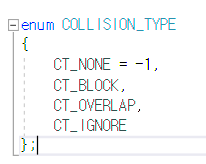 enum COLLISION_TYPE
{
    CT_NONE = -1,
    CT_BLOCK,
    CT_OVERLAP,
    CT_IGNORE
};